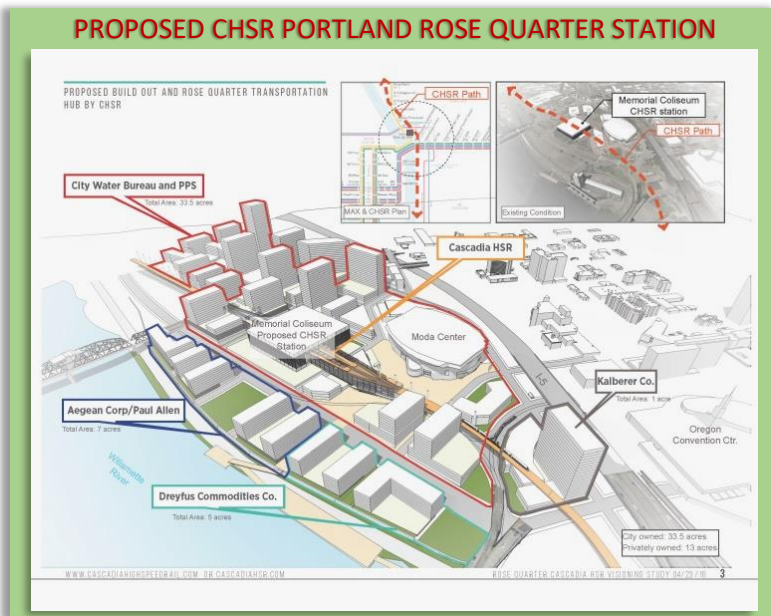 PROPOSED CHSR PORTLAND ROSE QUARTER STATION
PROPOSED BUILD OUT AND ROSE QUARTER TRANSPORTATION
HUB BY CHSR
CHSR Path
MAX & CHSR Plan
Memorial Coliseum
CHSR station
CHSR Path
Existing Condition
City Water Bureau and PPS
Total Area: 33.5 acres
Cascadia HSR
Memorial Coliseum
Proposed CHSR
Station
Moda Center
I-5
Kalberer Co.
Total Area: 1 acre
Oregon
Convention Ctr.
Aegean Corp/Paul Allen
Total Area: 7 acres
Willamette
River
Dreyfus Commodities Co.
Total Area: 5 acres
City owned: 33.5 acres
Privately owned: 13 acres
WWW.CASCADIAHIGHSPEEDRAIL.COM OR CASCADIAHSR.COM
ROSE QUARTER CASCADIA HSR VISIONING STUDY 3